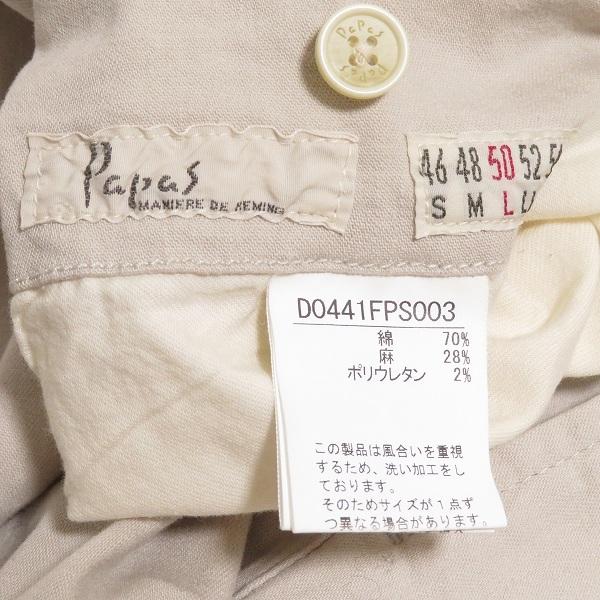 PaPas
Papas
Papas
MANIERE DE HEMING
46 48 50 52
S M L
D0441FPS003
綿 70%
麻 28%
ポリウレタン 2%
この製品は風合いを重視
するため、洗い加工をし
ております。
そのためサイズが1点ず
つ異なる場合があります。